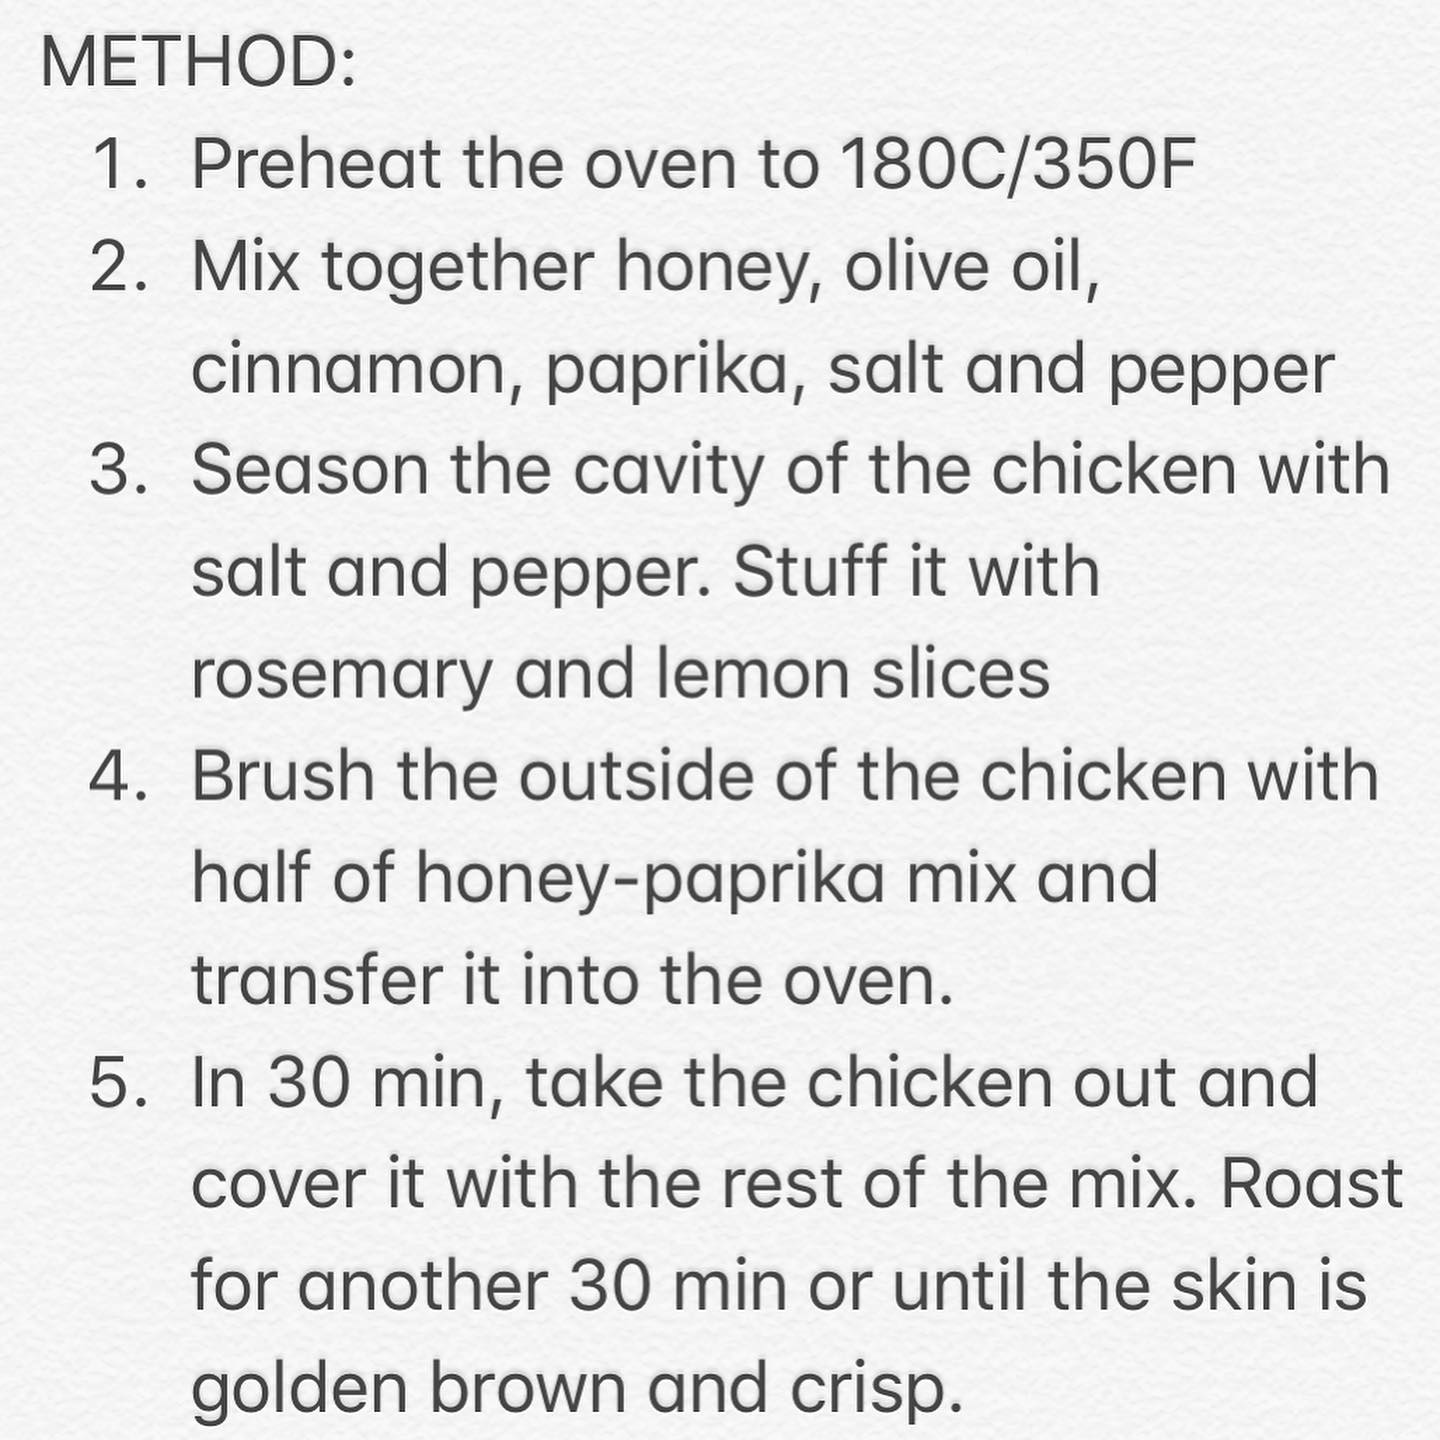 METHOD:
1. Preheat the oven to 180C/350F
2. Mix together honey, olive oil,
cinnamon, paprika, salt and pepper
3. Season the cavity of the chicken with
salt and pepper. Stuff it with
rosemary and lemon slices
4. Brush the outside of the chicken with
half of honey-paprika mix and
transfer it into the oven.
5. In 30 min, take the chicken out and
cover it with the rest of the mix. Roast
for another 30 min or until the skin is
golden brown and crisp.